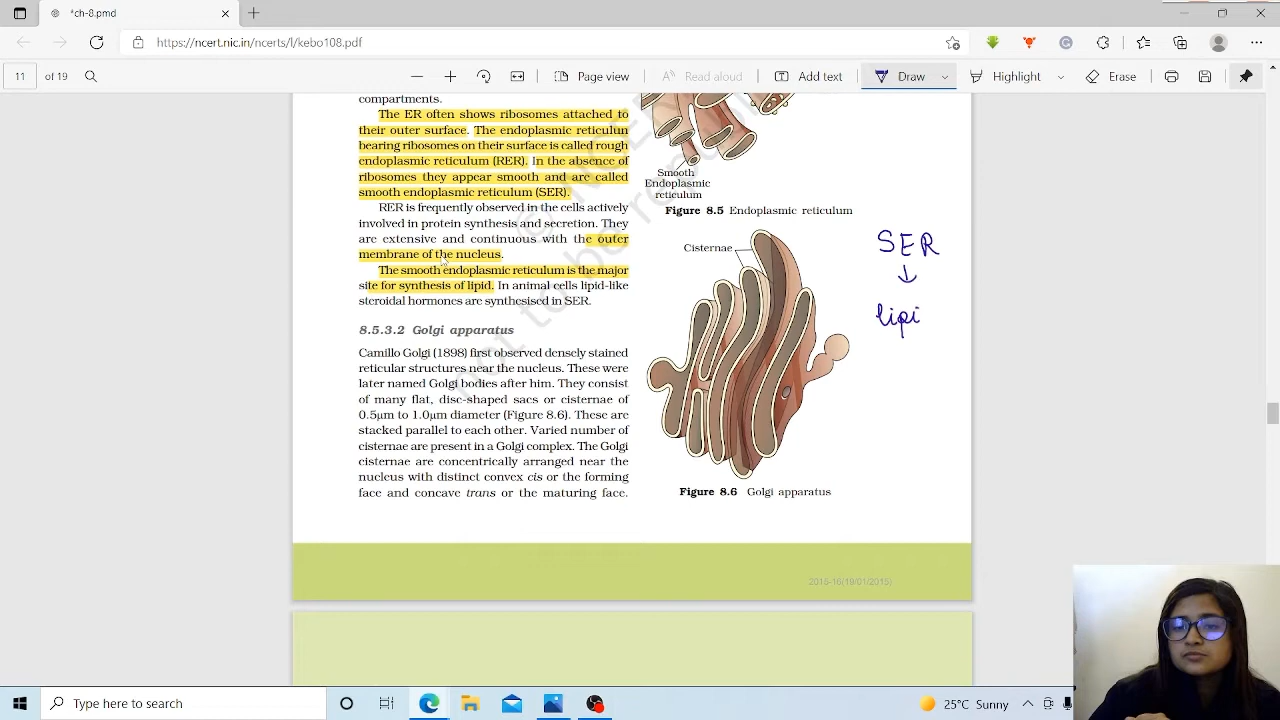 *ch-8.pmd
https://ncert.nic.in/ncerts/l/kebo108.pdf
11 of 19
Page view
Read aloud
Add text
Draw
Highlight
Erase
compartments.
The ER often shows ribosomes attached to
their outer surface. The endoplasmic reticulun
bearing ribosomes on their surface is called rough
endoplasmic reticulum (RER). In the absence of
ribosomes they appear smooth and are called
smooth endoplasmic reticulum (SER).
RER is frequently observed in the cells actively
involved in protein synthesis and secretion. They
are extensive and continuous with the outer
membrane of the nucleus.
The smooth endoplasmic reticulum is the major
site for synthesis of lipid. In animal cells lipid-like
steroidal hormones are synthesised in SER.
8.5.3.2 Golgi apparatus
Camillo Golgi (1898) first observed densely stained
reticular structures near the nucleus. These were
later named Golgi bodies after him. They consist
of many flat, disc-shaped sacs or cisternae of
0.5µm to 1.0µm diameter (Figure 8.6). These are
stacked parallel to each other. Varied number of
cisternae are present in a Golgi complex. The Golgi
cisternae are concentrically arranged near the
nucleus with distinct convex cis or the forming
face and concave trans or the maturing face.
Smooth
Endoplasmic
reticulum
Figure 8.5 Endoplasmic reticulum
Cisternae
Figure 8.6 Golgi apparatus
SER
↓
lipi
not to be repu
2015-16(19/01/2015)
Type here to search
25°C Sunny